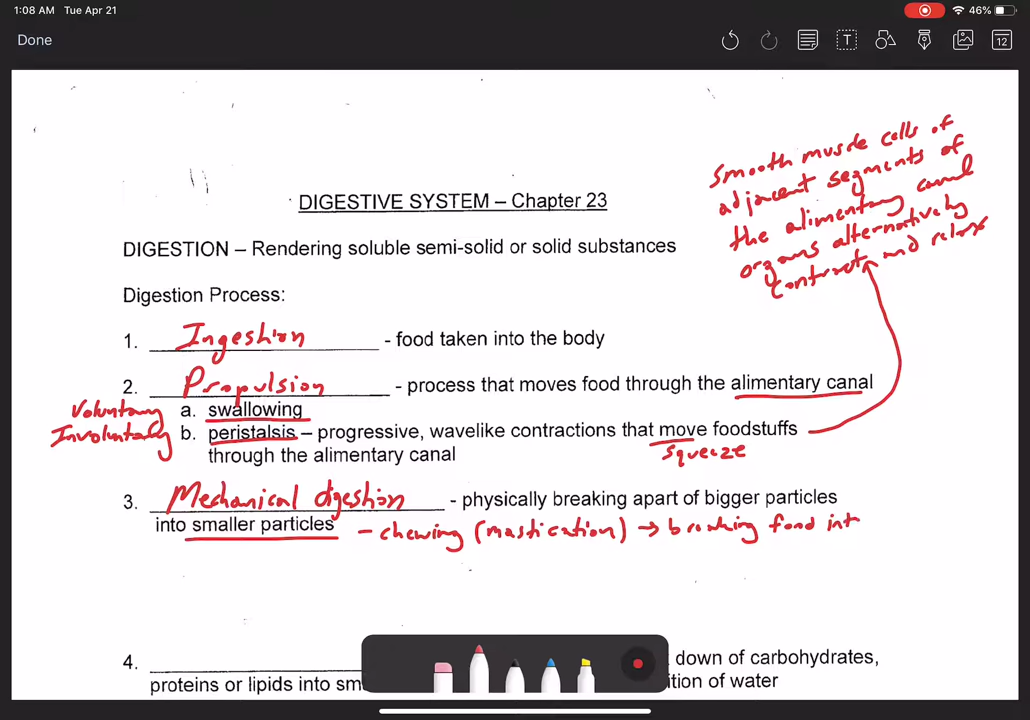 1:08 AM Tue Apr 21
46%
Done
T
12
Smooth muscle cells of
adjacent segments of
the alimentary canal
organs alternatively
contract and relax
DIGESTIVE SYSTEM – Chapter 23
DIGESTION – Rendering soluble semi-solid or solid substances
Digestion Process:
1. Ingestion - food taken into the body
2. Propulsion - process that moves food through the alimentary canal
Voluntary a. swallowing
Involuntary b. peristalsis – progressive, wavelike contractions that move foodstuffs
squeeze
through the alimentary canal
3. Mechanical digestion - physically breaking apart of bigger particles
into smaller particles - chewing (mastication) → breaking food int
4. down of carbohydrates,
proteins or lipids into sm ition of water